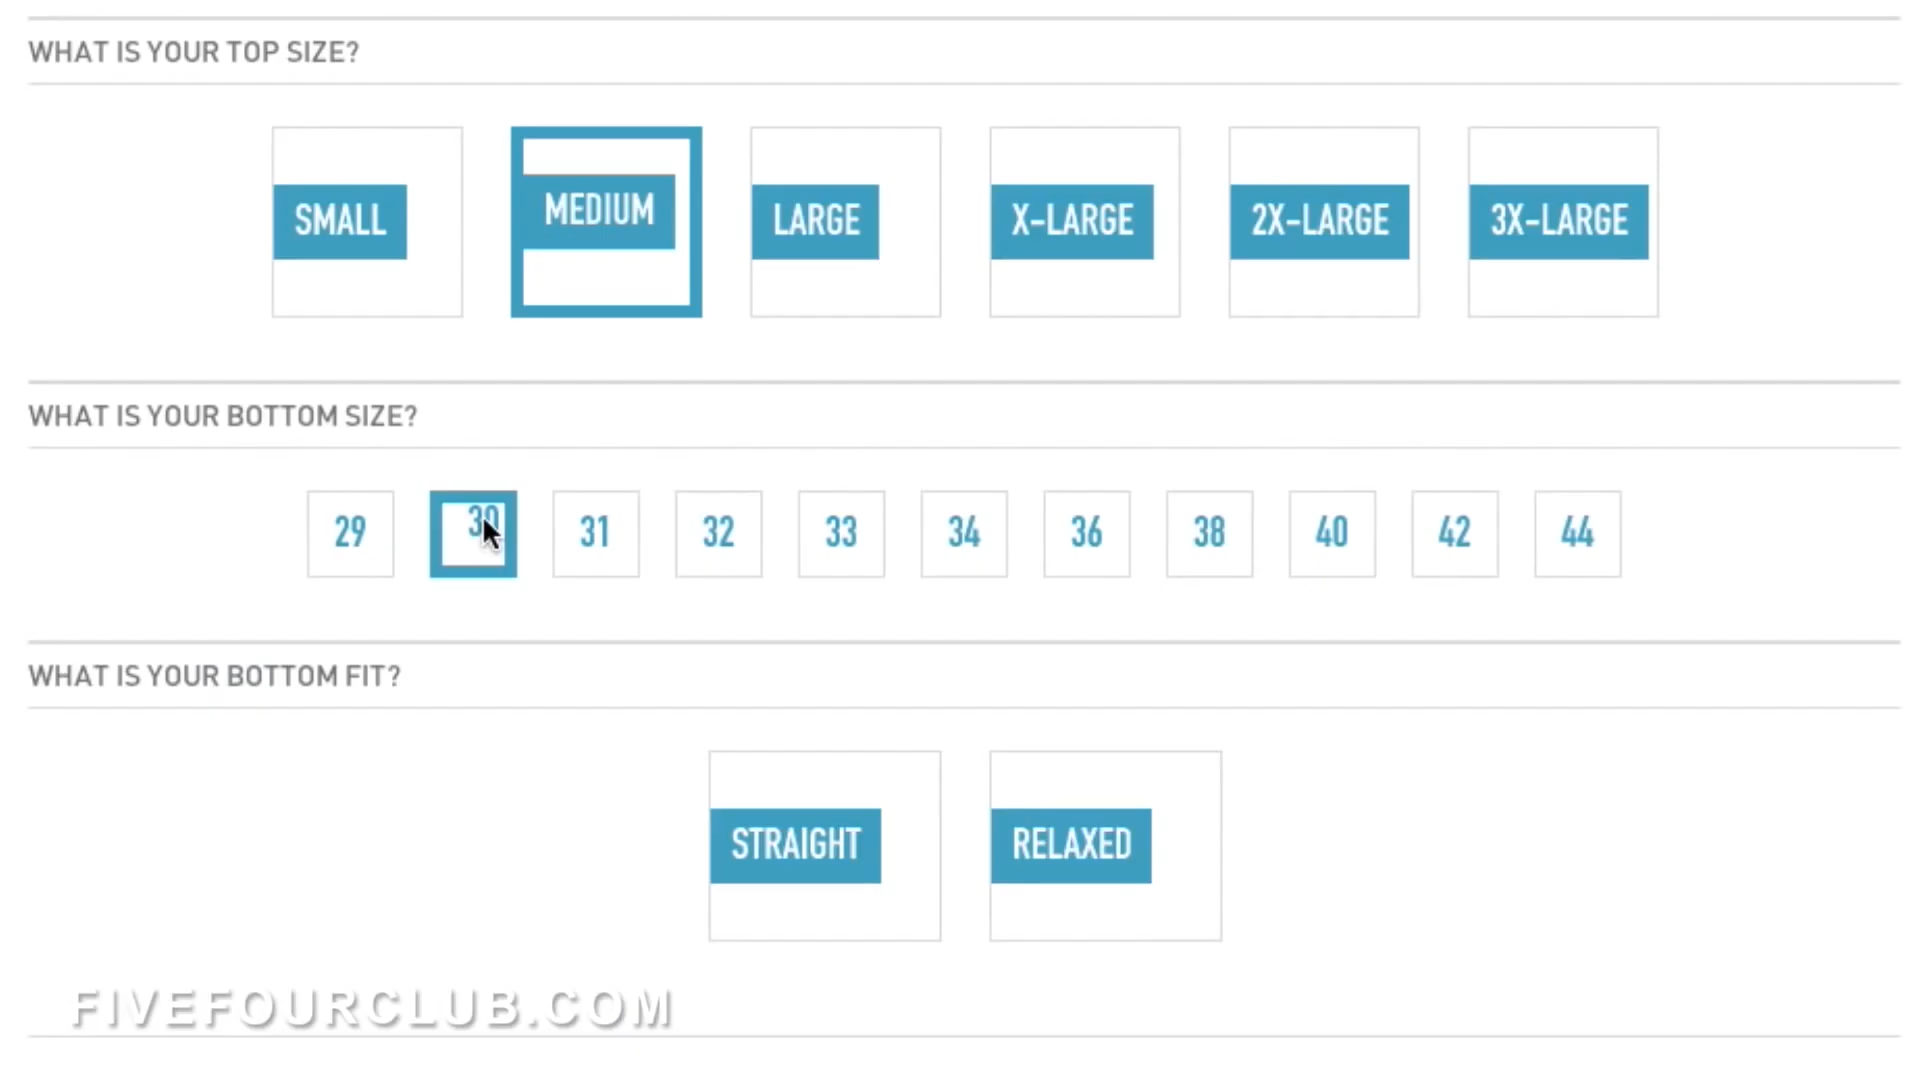 WHAT IS YOUR TOP SIZE?
SMALL MEDIUM LARGE X-LARGE 2X-LARGE 3X-LARGE
WHAT IS YOUR BOTTOM SIZE?
29 30 31 32 33 34 36 38 40 42 44
WHAT IS YOUR BOTTOM FIT?
STRAIGHT RELAXED
FIVEFOURCLUB.COM